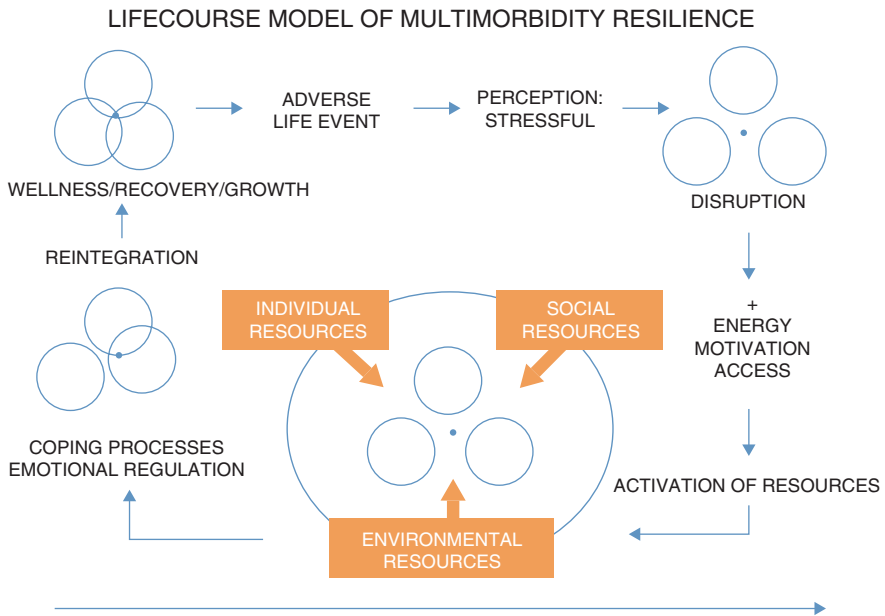 LIFECOURSE MODEL OF MULTIMORBIDITY RESILIENCE
WELLNESS/RECOVERY/GROWTH
ADVERSE
LIFE EVENT
PERCEPTION:
STRESSFUL
DISRUPTION
+
ENERGY
MOTIVATION
ACCESS
ACTIVATION OF RESOURCES
INDIVIDUAL
RESOURCES
SOCIAL
RESOURCES
ENVIRONMENTAL
RESOURCES
COPING PROCESSES
EMOTIONAL REGULATION
REINTEGRATION